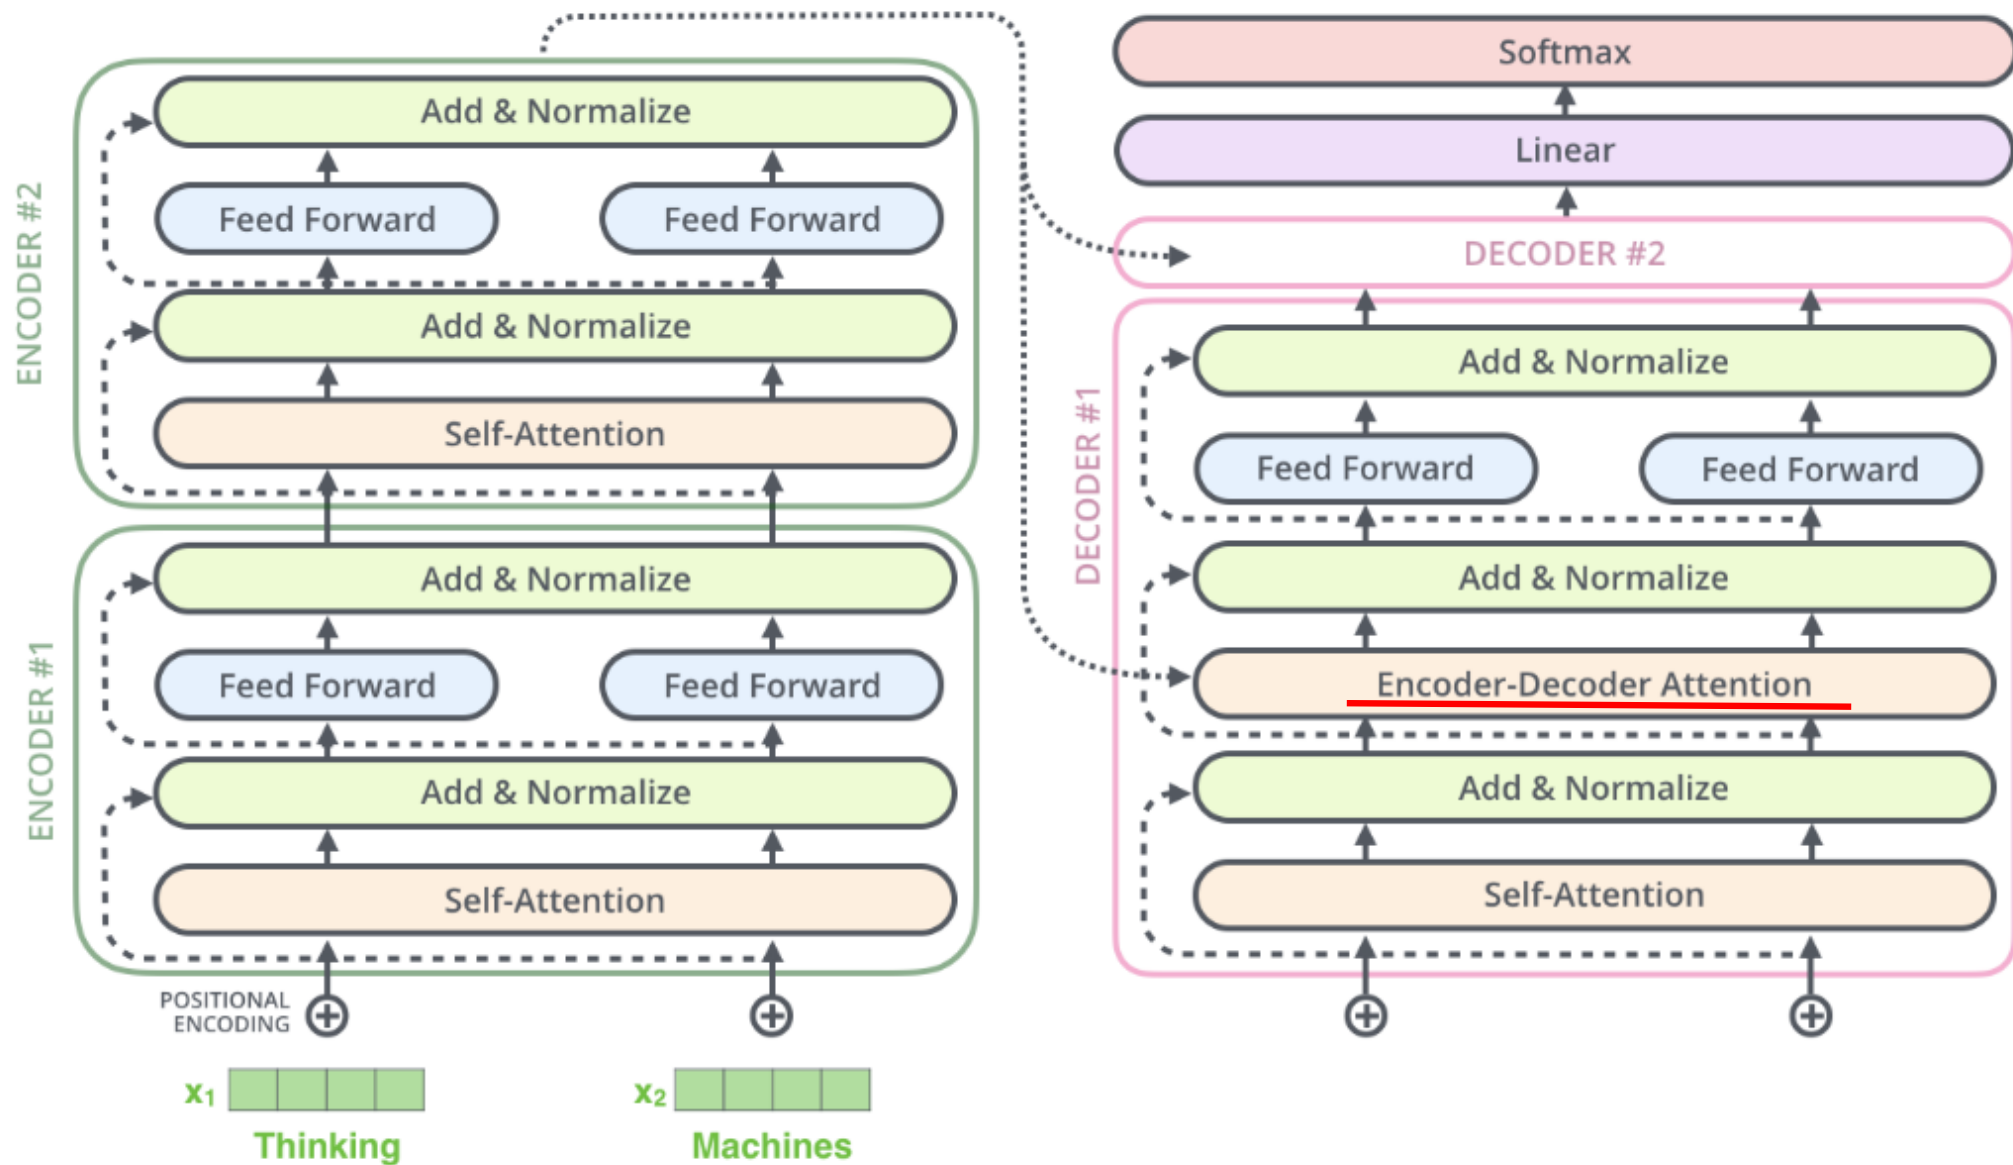 ENCODER #2
Add & Normalize
Feed Forward
Feed Forward
Add & Normalize
Self-Attention
ENCODER #1
Add & Normalize
Feed Forward
Feed Forward
Add & Normalize
Self-Attention
POSITIONAL
ENCODING
x₁
x₂
Thinking
Machines
Softmax
Linear
DECODER #2
DECODER #1
Add & Normalize
Feed Forward
Feed Forward
Add & Normalize
Encoder-Decoder Attention
Add & Normalize
Self-Attention